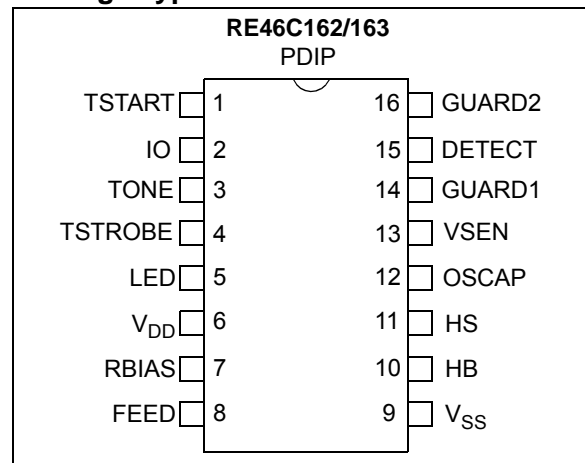 RE46C162/163
PDIP
TSTART 1 16 GUARD2
IO 2 15 DETECT
TONE 3 14 GUARD1
TSTROBE 4 13 VSEN
LED 5 12 OSCAP
VDD 6 11 HS
RBIAS 7 10 HB
FEED 8 9 VSS